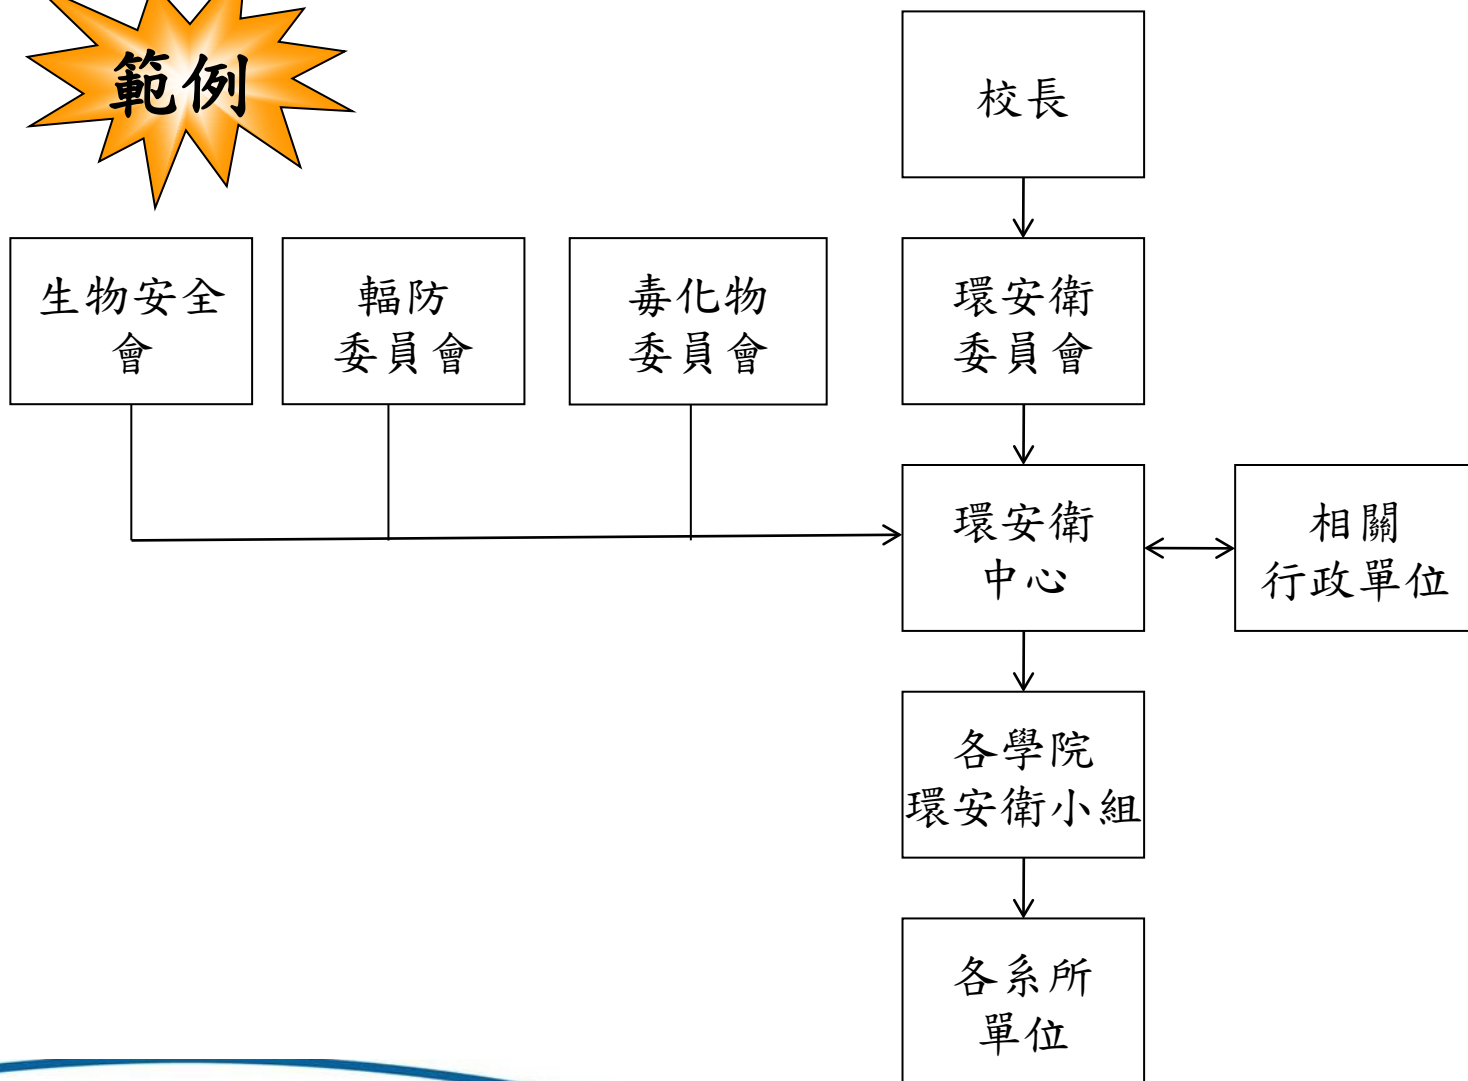 範例
校長
生物安全
會
輻防
委員會
毒化物
委員會
環安衛
委員會
環安衛
中心
相關
行政單位
各學院
環安衛小組
各系所
單位